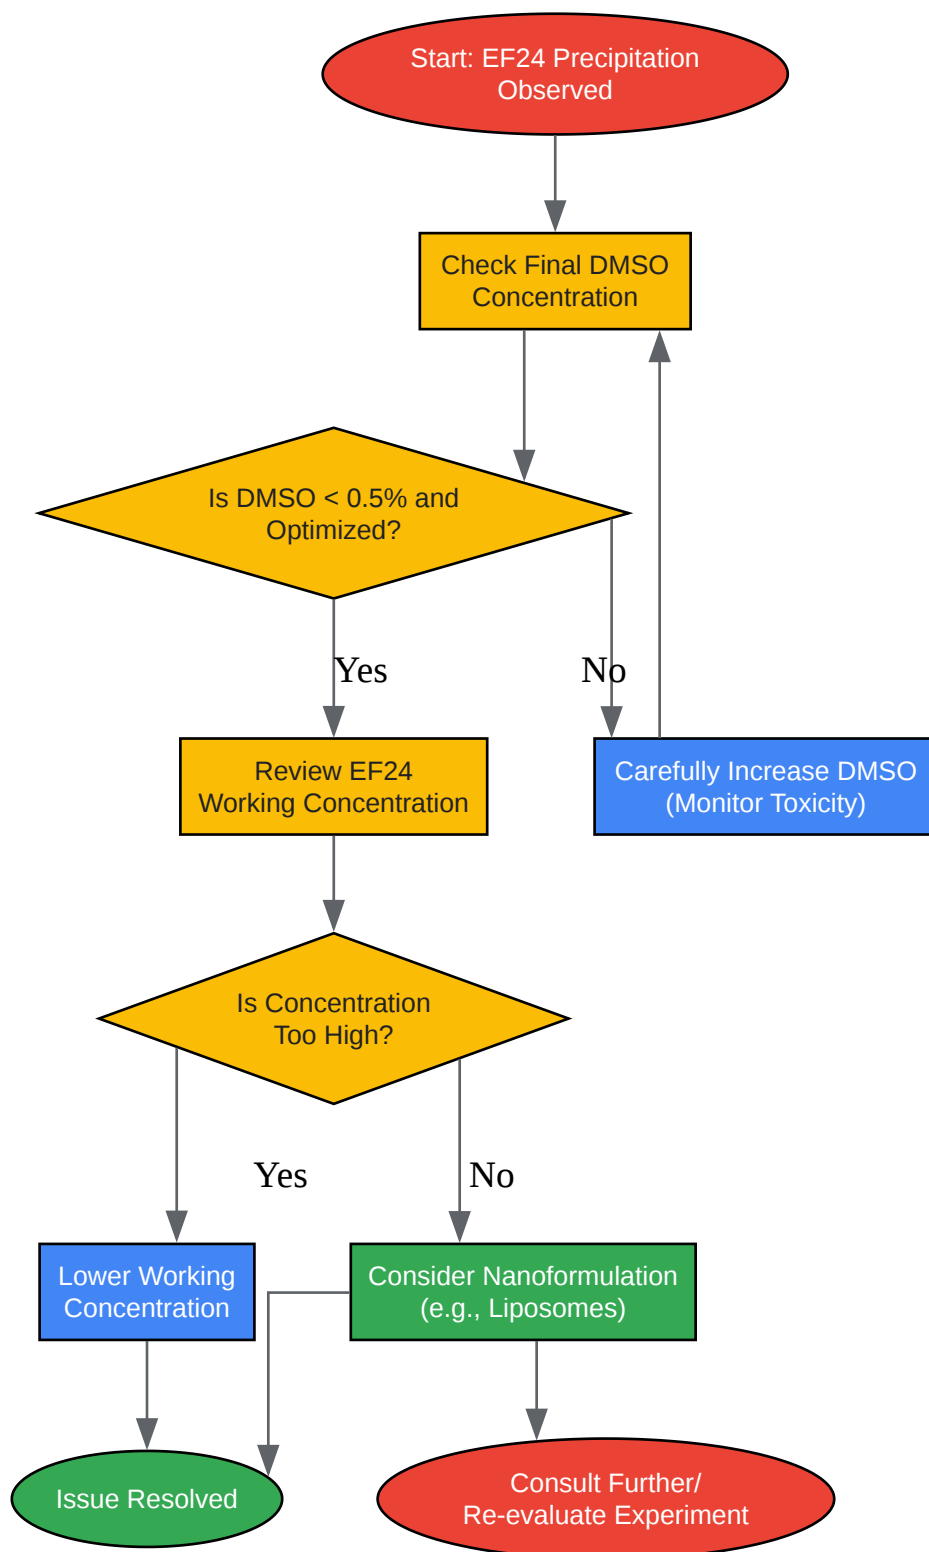 Start: EF24 Precipitation
Observed
Check Final DMSO
Concentration
Is DMSO < 0.5% and
Optimized?
Yes
No
Review EF24
Working Concentration
Carefully Increase DMSO
(Monitor Toxicity)
Is Concentration
Too High?
Yes
No
Lower Working
Concentration
Consider Nanoformulation
(e.g., Liposomes)
Issue Resolved
Consult Further/
Re-evaluate Experiment